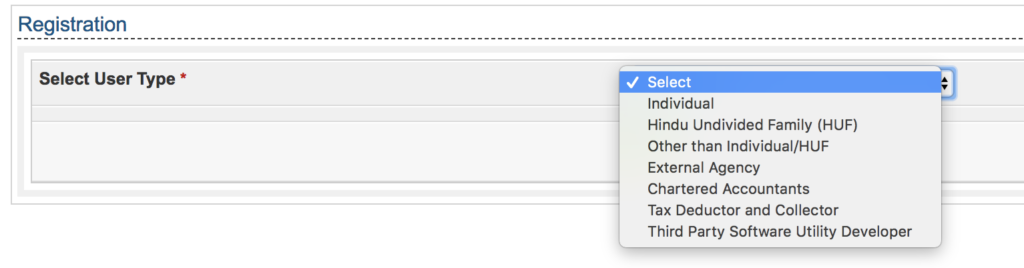 Registration
Select User Type *
✓ Select
Individual
Hindu Undivided Family (HUF)
Other than Individual/HUF
External Agency
Chartered Accountants
Tax Deductor and Collector
Third Party Software Utility Developer